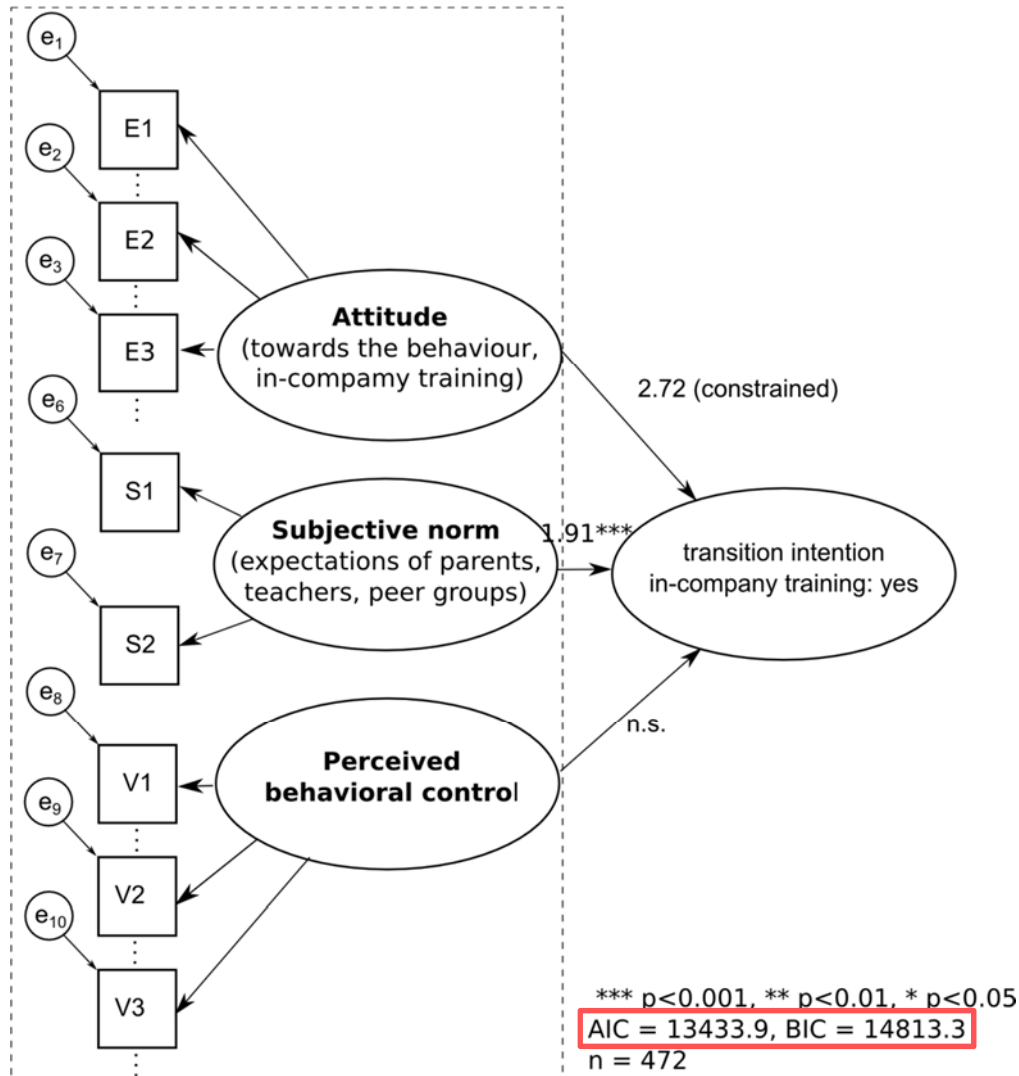 e1
E1
e2
E2
e3
E3
e6
S1
e7
S2
e8
V1
e9
V2
e10
V3
Attitude
(towards the behaviour,
in-compamy training)
Subjective norm
(expectations of parents,
teachers, peer groups)
Perceived
behavioral control
2.72 (constrained)
1.91***
n.s.
transition intention
in-company training: yes
*** p<0.001, ** p<0.01, * p<0.05
AIC = 13433.9, BIC = 14813.3
n = 472